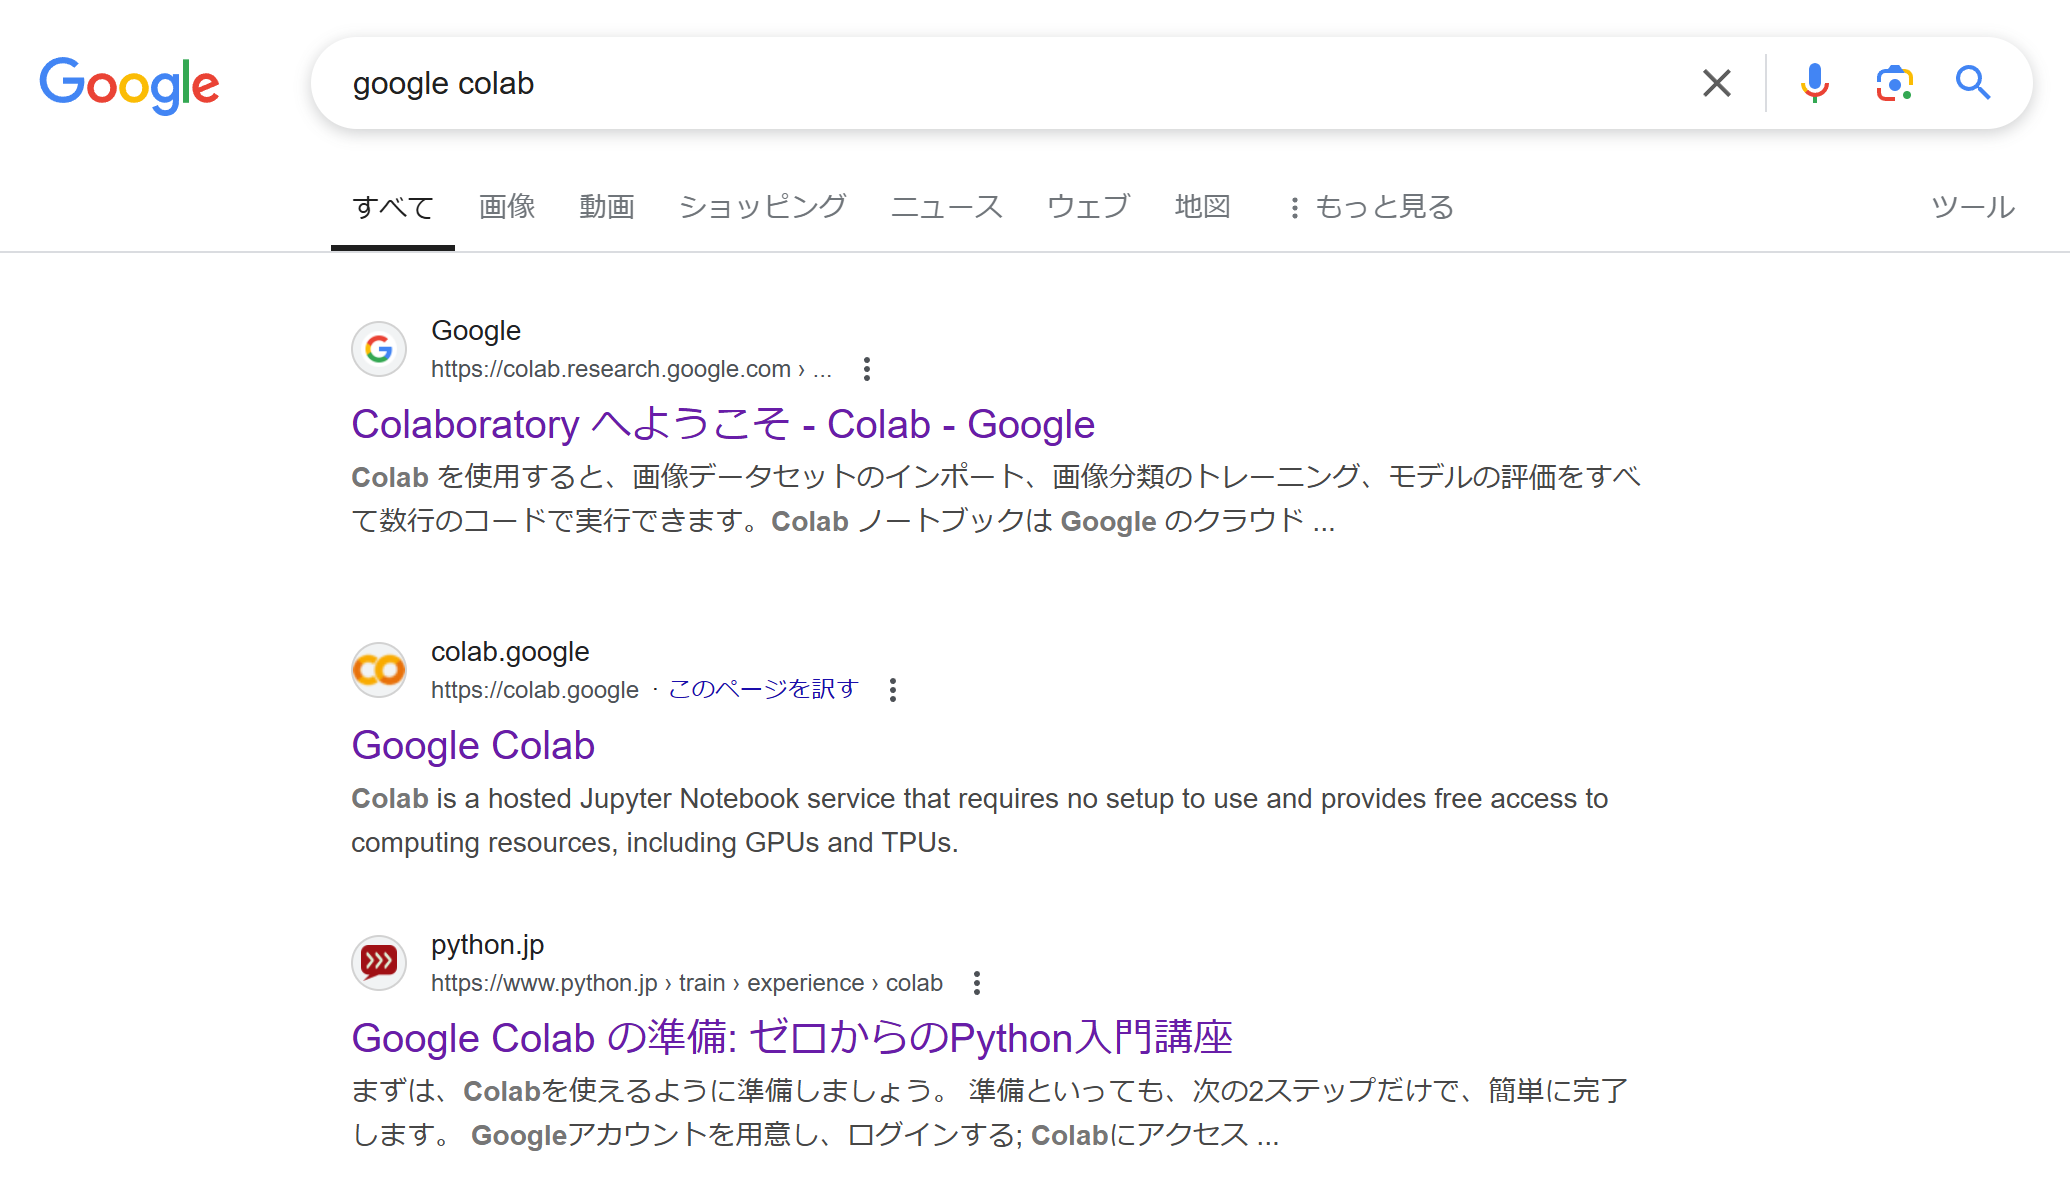 Google
google colab
すべて 画像 動画 ショッピング ニュース ウェブ 地図 もっと見る ツール
Google
https://colab.research.google.com › ...
Colaboratory へようこそ - Colab - Google
Colab を使用すると、画像データセットのインポート、画像分類のトレーニング、モデルの評価をすべ
て数行のコードで実行できます。Colab ノートブックは Google のクラウド ...
colab.google
https://colab.google · このページを訳す
Google Colab
Colab is a hosted Jupyter Notebook service that requires no setup to use and provides free access to
computing resources, including GPUs and TPUs.
python.jp
https://www.python.jp › train › experience › colab
Google Colab の準備: ゼロからのPython入門講座
まずは、Colabを使えるように準備しましょう。 準備といっても、次の2ステップだけで、簡単に完了
します。 Googleアカウントを用意し、ログインする; Colabにアクセス ...